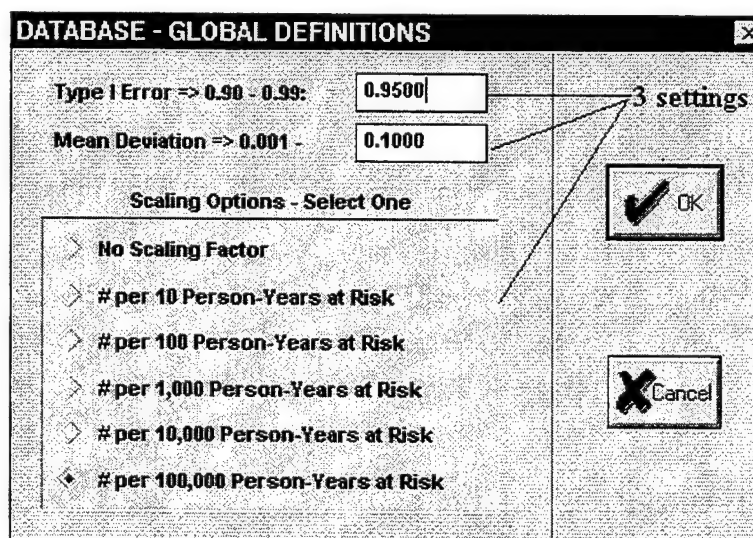 DATABASE - GLOBAL DEFINITIONS
Type I Error => 0.90 - 0.99: 0.9500
3 settings
Mean Deviation => 0.001 - 0.1000
Scaling Options - Select One
OK
No Scaling Factor
# per 10 Person-Years at Risk
# per 100 Person-Years at Risk
# per 1,000 Person-Years at Risk
Cancel
# per 10,000 Person-Years at Risk
# per 100,000 Person-Years at Risk